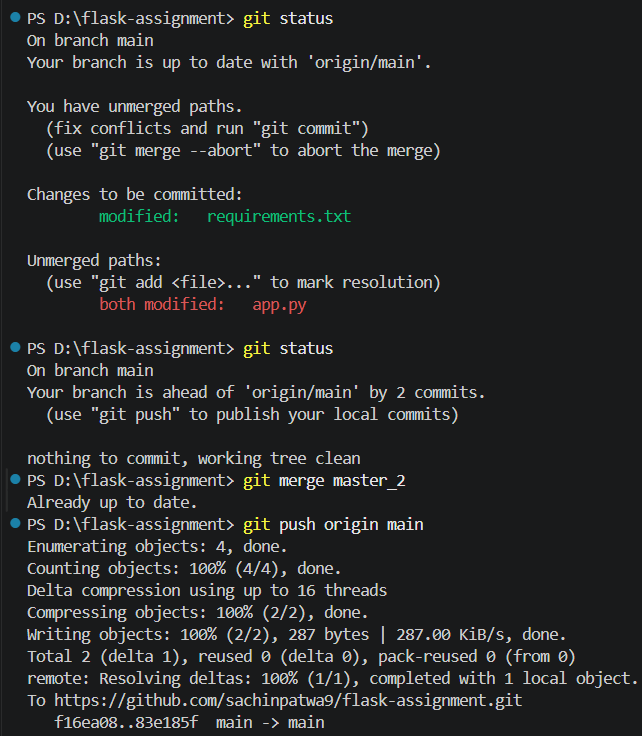 PS D:\flask-assignment> git status
On branch main
Your branch is up to date with 'origin/main'.
You have unmerged paths.
(fix conflicts and run "git commit")
(use "git merge --abort" to abort the merge)
Changes to be committed:
modified: requirements.txt
Unmerged paths:
(use "git add <file>..." to mark resolution)
both modified: app.py
PS D:\flask-assignment> git status
On branch main
Your branch is ahead of 'origin/main' by 2 commits.
(use "git push" to publish your local commits)
nothing to commit, working tree clean
PS D:\flask-assignment> git merge master_2
Already up to date.
PS D:\flask-assignment> git push origin main
Enumerating objects: 4, done.
Counting objects: 100% (4/4), done.
Delta compression using up to 16 threads
Compressing objects: 100% (2/2), done.
Writing objects: 100% (2/2), 287 bytes | 287.00 KiB/s, done.
Total 2 (delta 1), reused 0 (delta 0), pack-reused 0 (from 0)
remote: Resolving deltas: 100% (1/1), completed with 1 local object.
To https://github.com/sachinpatwa9/flask-assignment.git
f16ea08..83e185f main -> main